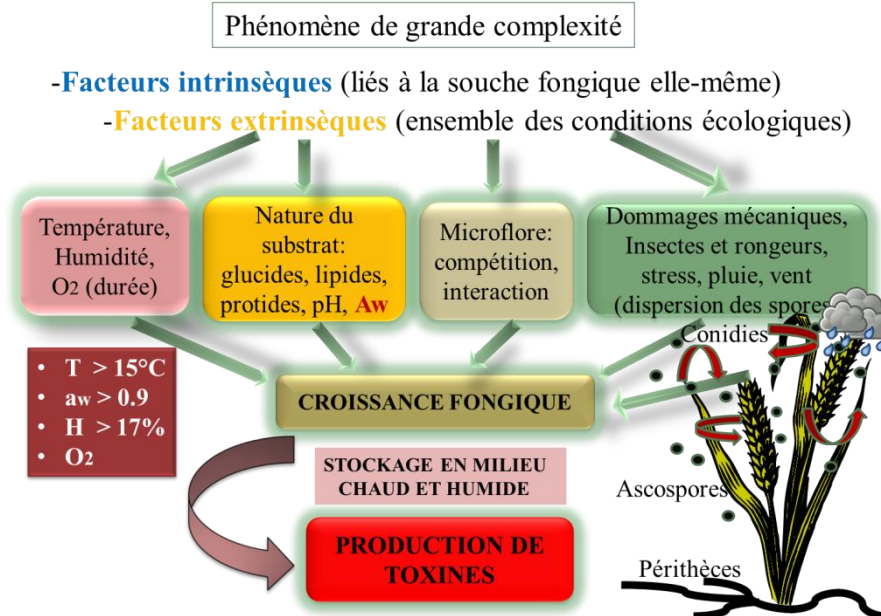 Phénomène de grande complexité
-Facteurs intrinsèques (liés à la souche fongique elle-même)
-Facteurs extrinsèques (ensemble des conditions écologiques)
Température,
Humidité,
O2 (durée)
Nature du
substrat:
glucides, lipides,
protides, pH, Aw
Microflore:
compétition,
interaction
Dommages mécaniques,
Insectes et rongeurs,
stress, pluie, vent
(dispersion des spores
Conidies
• T > 15°C
• aw > 0.9
• H > 17%
• O2
CROISSANCE FONGIQUE
STOCKAGE EN MILIEU
CHAUD ET HUMIDE
Ascospores
PRODUCTION DE
TOXINES
Périthèces